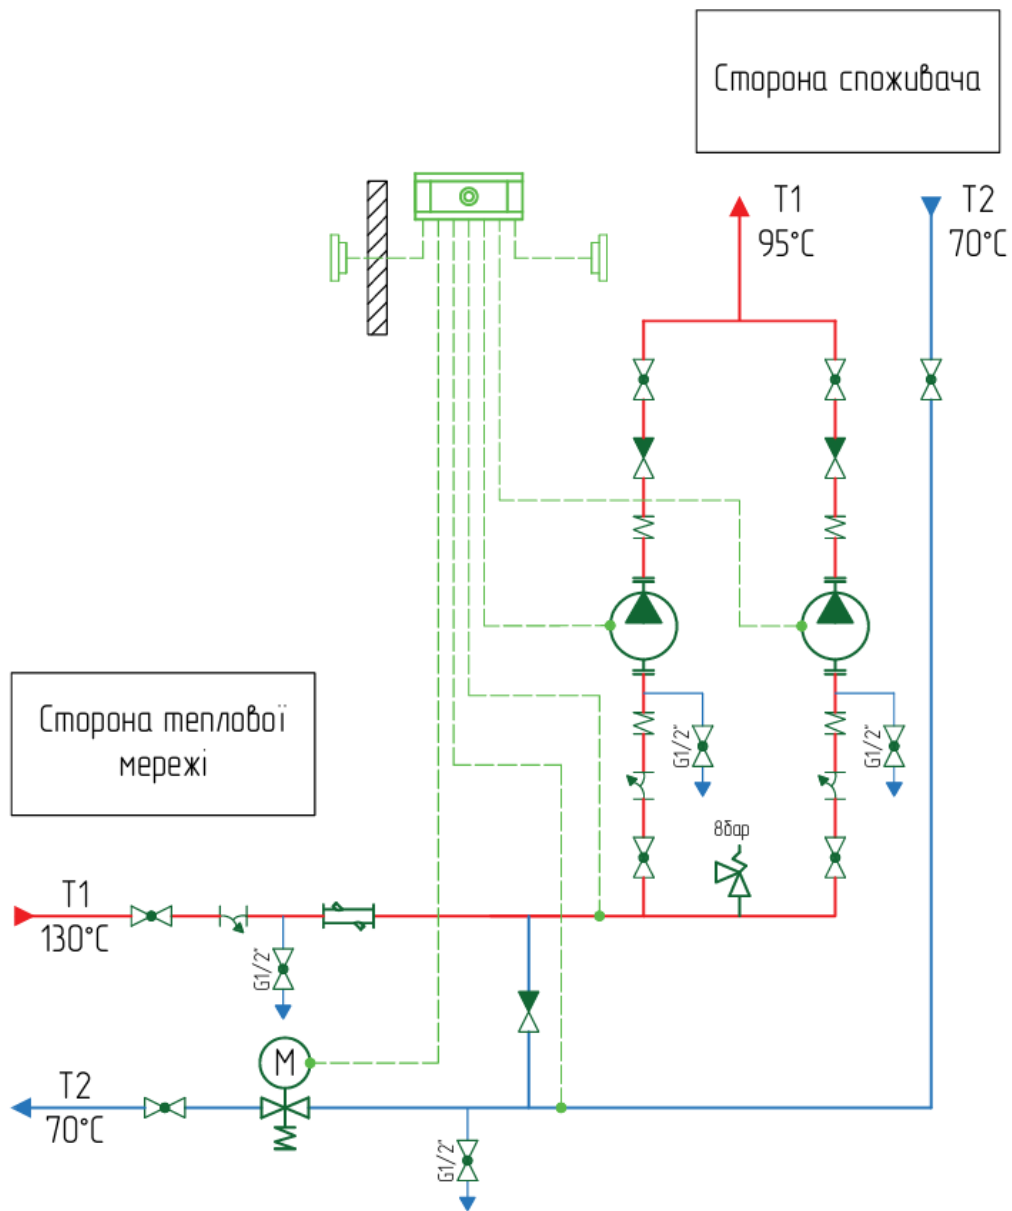 Сторона споживача
T1
95°C
T2
70°C
Сторона теплової
мережі
G1/2"
G1/2"
8бар
T1
130°C
G1/2"
M
T2
70°C
G1/2"